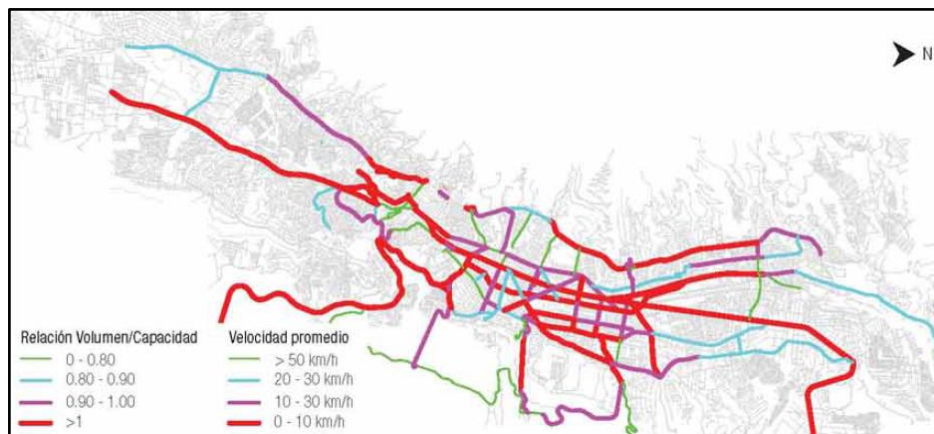 N
Relación Volumen/Capacidad
0 - 0.80
0.80 - 0.90
0.90 - 1.00
>1
Velocidad promedio
> 50 km/h
20 - 30 km/h
10 - 30 km/h
0 - 10 km/h